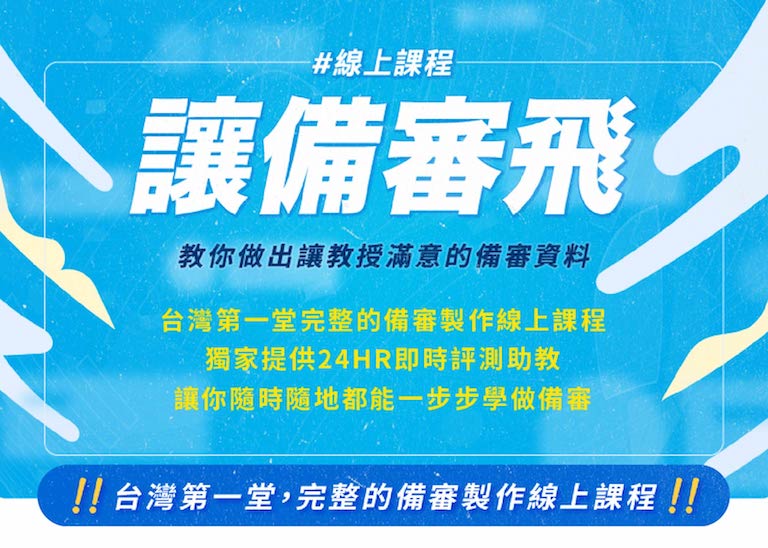 #線上課程
讓備審飛
教你做出讓教授滿意的備審資料
台灣第一堂完整的備審製作線上課程
獨家提供24HR即時評測助教
讓你隨時隨地都能一步步學做備審
!! 台灣第一堂,完整的備審製作線上課程 !!